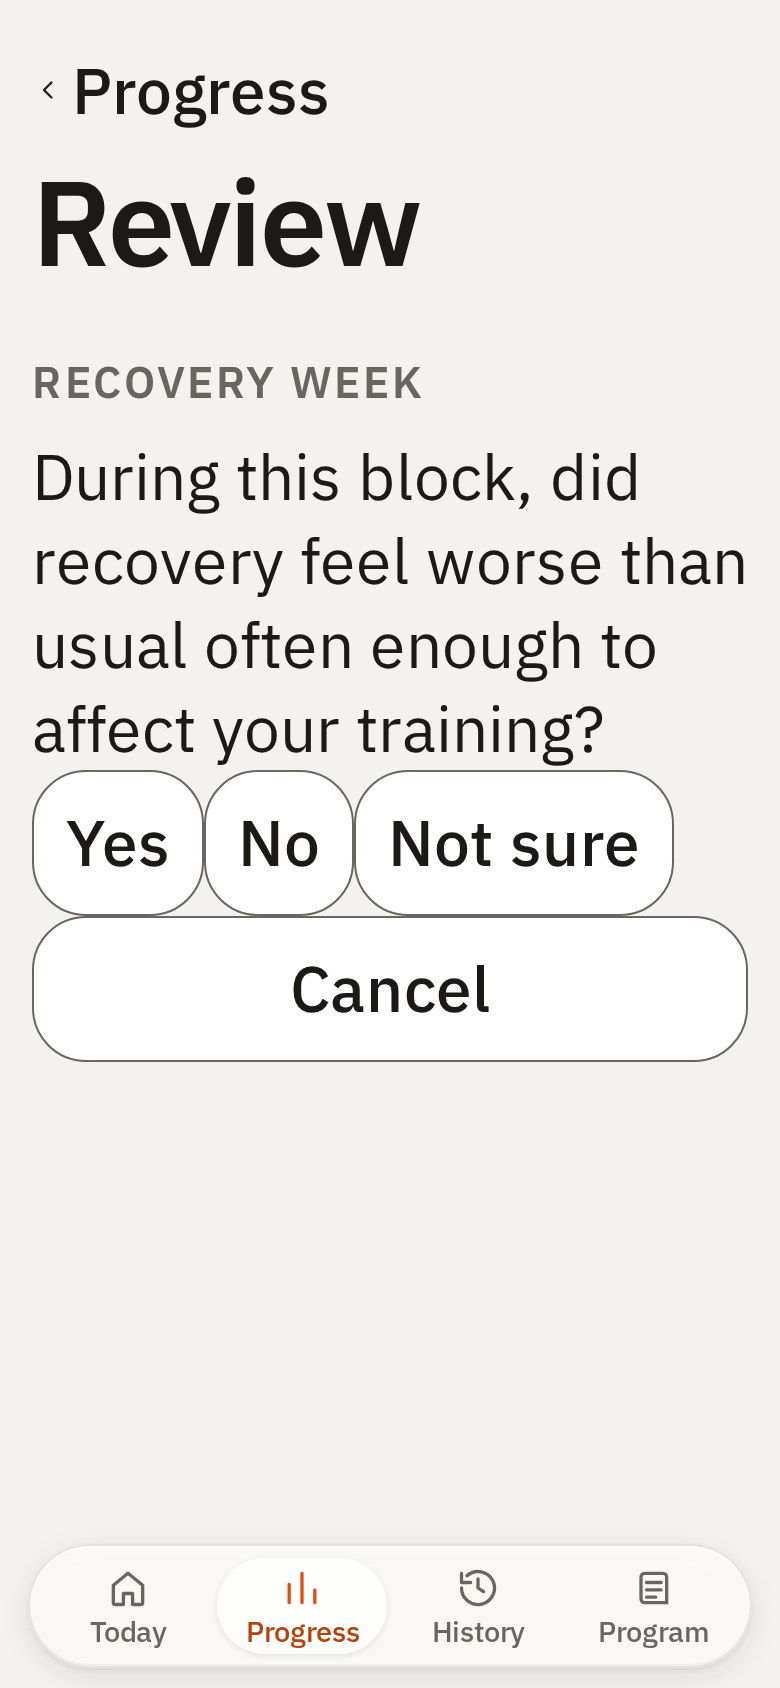 Progress
Review
RECOVERY WEEK
During this block, did
recovery feel worse than
usual often enough to
affect your training?
Yes No Not sure
Cancel
Today Progress History Program